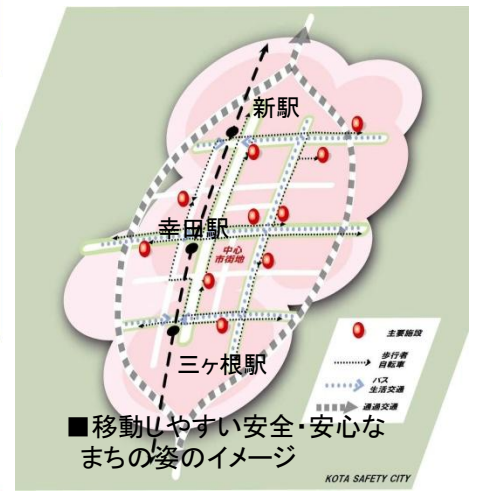 新駅
幸田駅
中心
市街地
三ヶ根駅
主要施設
歩行者
自転車
バス
生活交通
通過交通
■移動しやすい安全・安心な
まちの姿のイメージ
KOTA SAFETY CITY